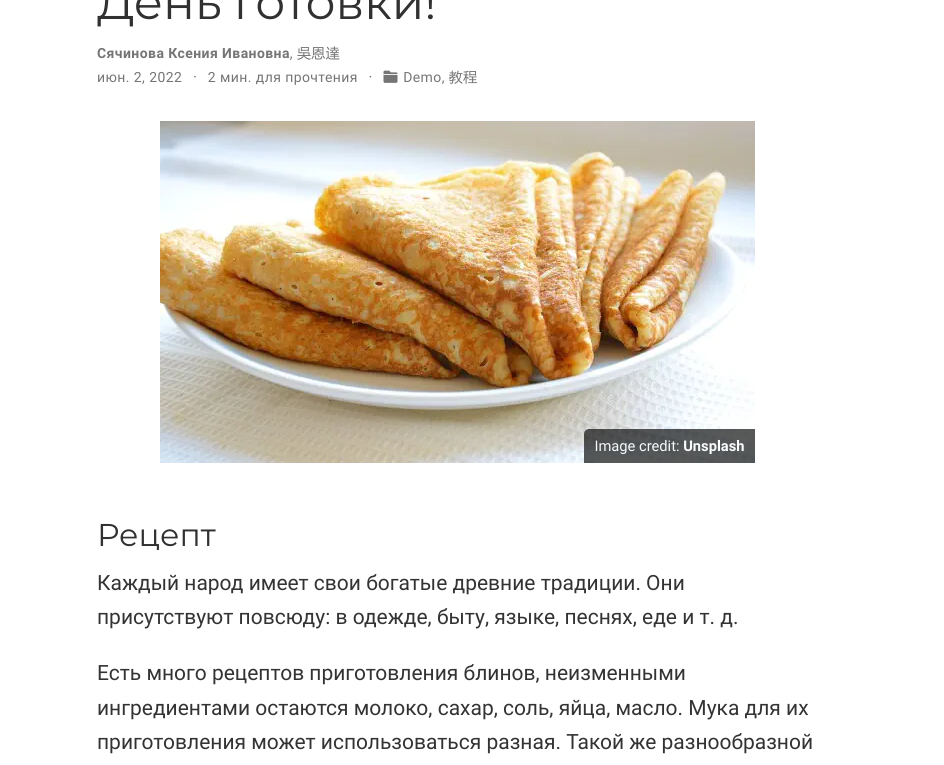 День готовки!
Сячинова Ксения Ивановна, 吳恩達
июн. 2, 2022 · 2 мин. для прочтения · Demo, 教程
Image credit: Unsplash
Рецепт
Каждый народ имеет свои богатые древние традиции. Они
присутствуют повсюду: в одежде, быту, языке, песнях, еде и т. д.
Есть много рецептов приготовления блинов, неизменными
ингредиентами остаются молоко, сахар, соль, яйца, масло. Мука для их
приготовления может использоваться разная. Такой же разнообразной